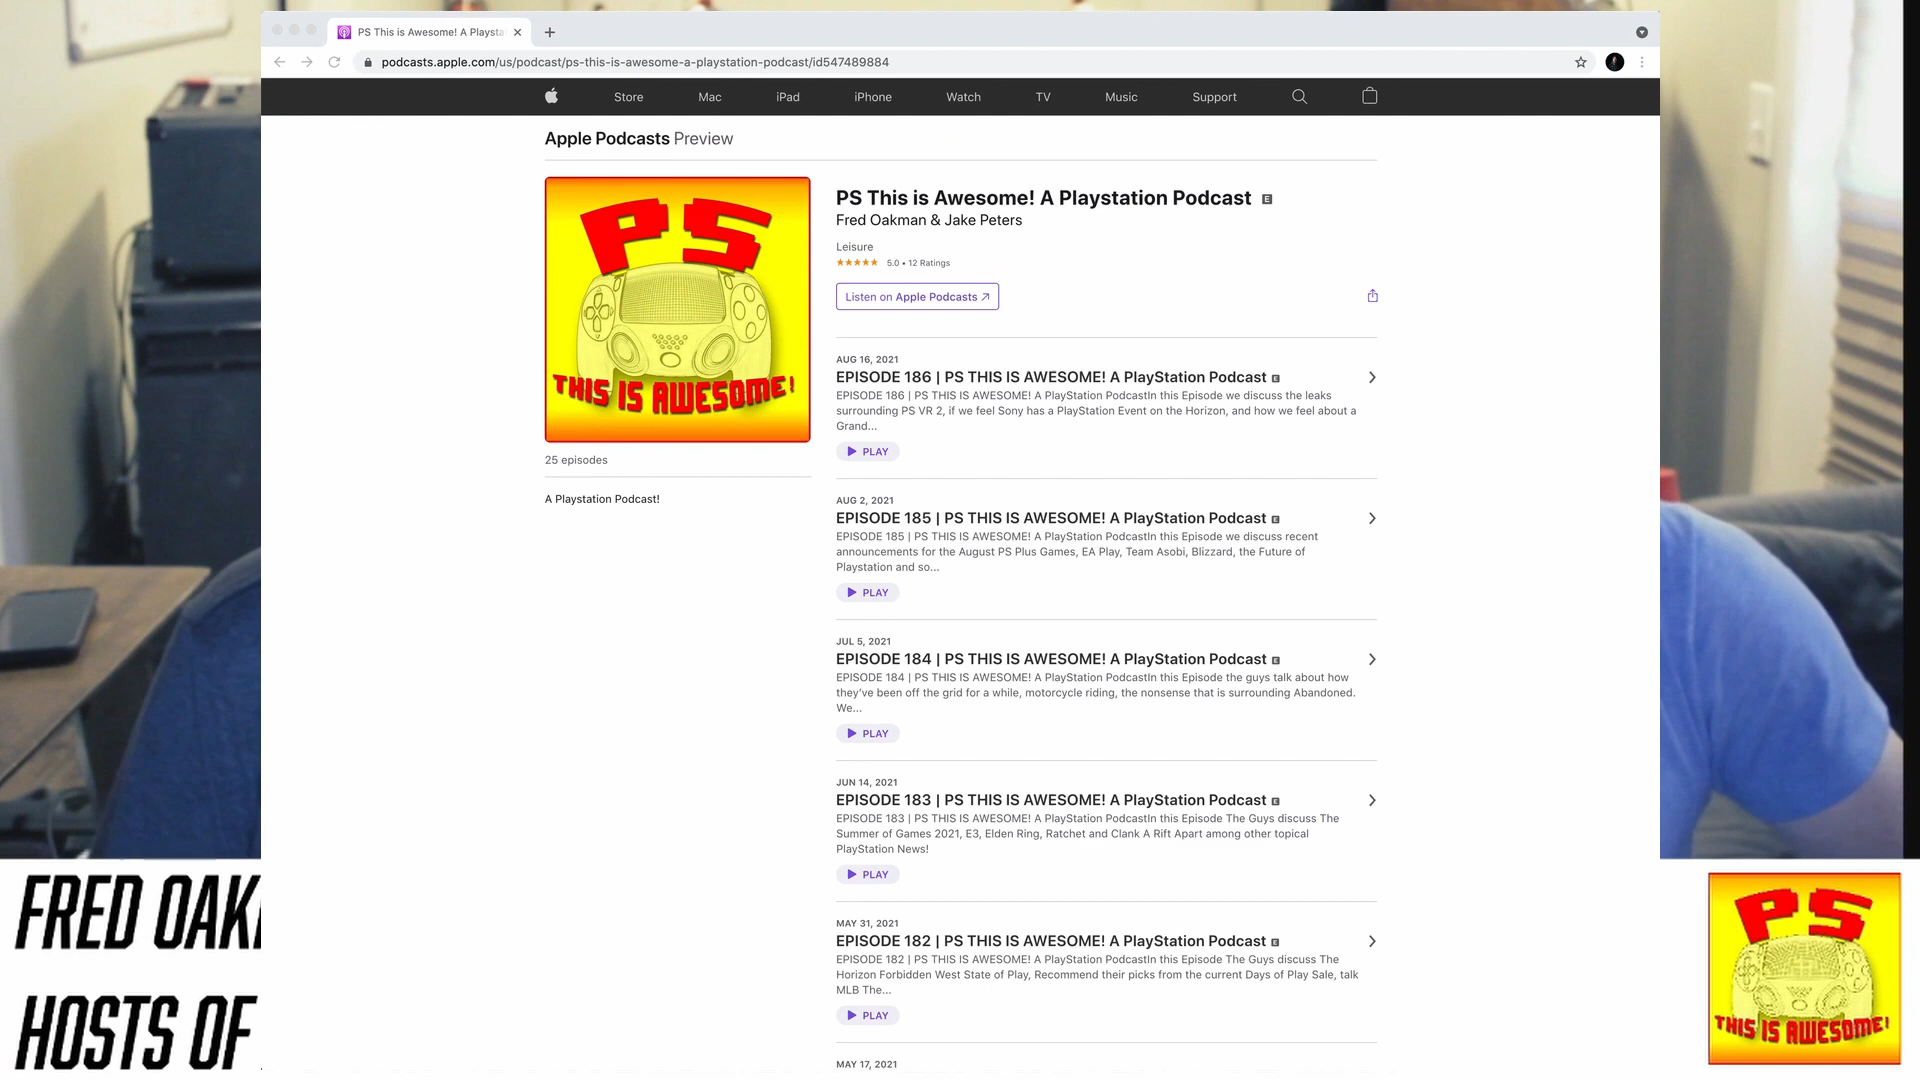 PS This is Awesome! A Playsta
podcasts.apple.com/us/podcast/ps-this-is-awesome-a-playstation-podcast/id547489884
Store Mac iPad iPhone Watch TV Music Support
Apple Podcasts Preview
PS
THIS IS AWESOME!
25 episodes
A Playstation Podcast!
PS This is Awesome! A Playstation Podcast E
Fred Oakman & Jake Peters
Leisure
★★★★★ 5.0 • 12 Ratings
Listen on Apple Podcasts ↗
AUG 16, 2021
EPISODE 186 | PS THIS IS AWESOME! A PlayStation Podcast E
EPISODE 186 | PS THIS IS AWESOME! A PlayStation PodcastIn this Episode we discuss the leaks
surrounding PS VR 2, if we feel Sony has a PlayStation Event on the Horizon, and how we feel about a
Grand...
PLAY
AUG 2, 2021
EPISODE 185 | PS THIS IS AWESOME! A PlayStation Podcast E
EPISODE 185 | PS THIS IS AWESOME! A PlayStation PodcastIn this Episode we discuss recent
announcements for the August PS Plus Games, EA Play, Team Asobi, Blizzard, the Future of
Playstation and so...
PLAY
JUL 5, 2021
EPISODE 184 | PS THIS IS AWESOME! A PlayStation Podcast E
EPISODE 184 | PS THIS IS AWESOME! A PlayStation PodcastIn this Episode the guys talk about how
they've been off the grid for a while, motorcycle riding, the nonsense that is surrounding Abandoned.
We...
PLAY
JUN 14, 2021
EPISODE 183 | PS THIS IS AWESOME! A PlayStation Podcast E
EPISODE 183 | PS THIS IS AWESOME! A PlayStation PodcastIn this Episode The Guys discuss The
Summer of Games 2021, E3, Elden Ring, Ratchet and Clank A Rift Apart among other topical
PlayStation News!
PLAY
MAY 31, 2021
EPISODE 182 | PS THIS IS AWESOME! A PlayStation Podcast E
EPISODE 182 | PS THIS IS AWESOME! A PlayStation PodcastIn this Episode The Guys discuss The
Horizon Forbidden West State of Play, Recommend their picks from the current Days of Play Sale, talk
MLB The...
PLAY
MAY 17, 2021
FRED OAK
HOSTS OF
PS
THIS IS AWESOME!